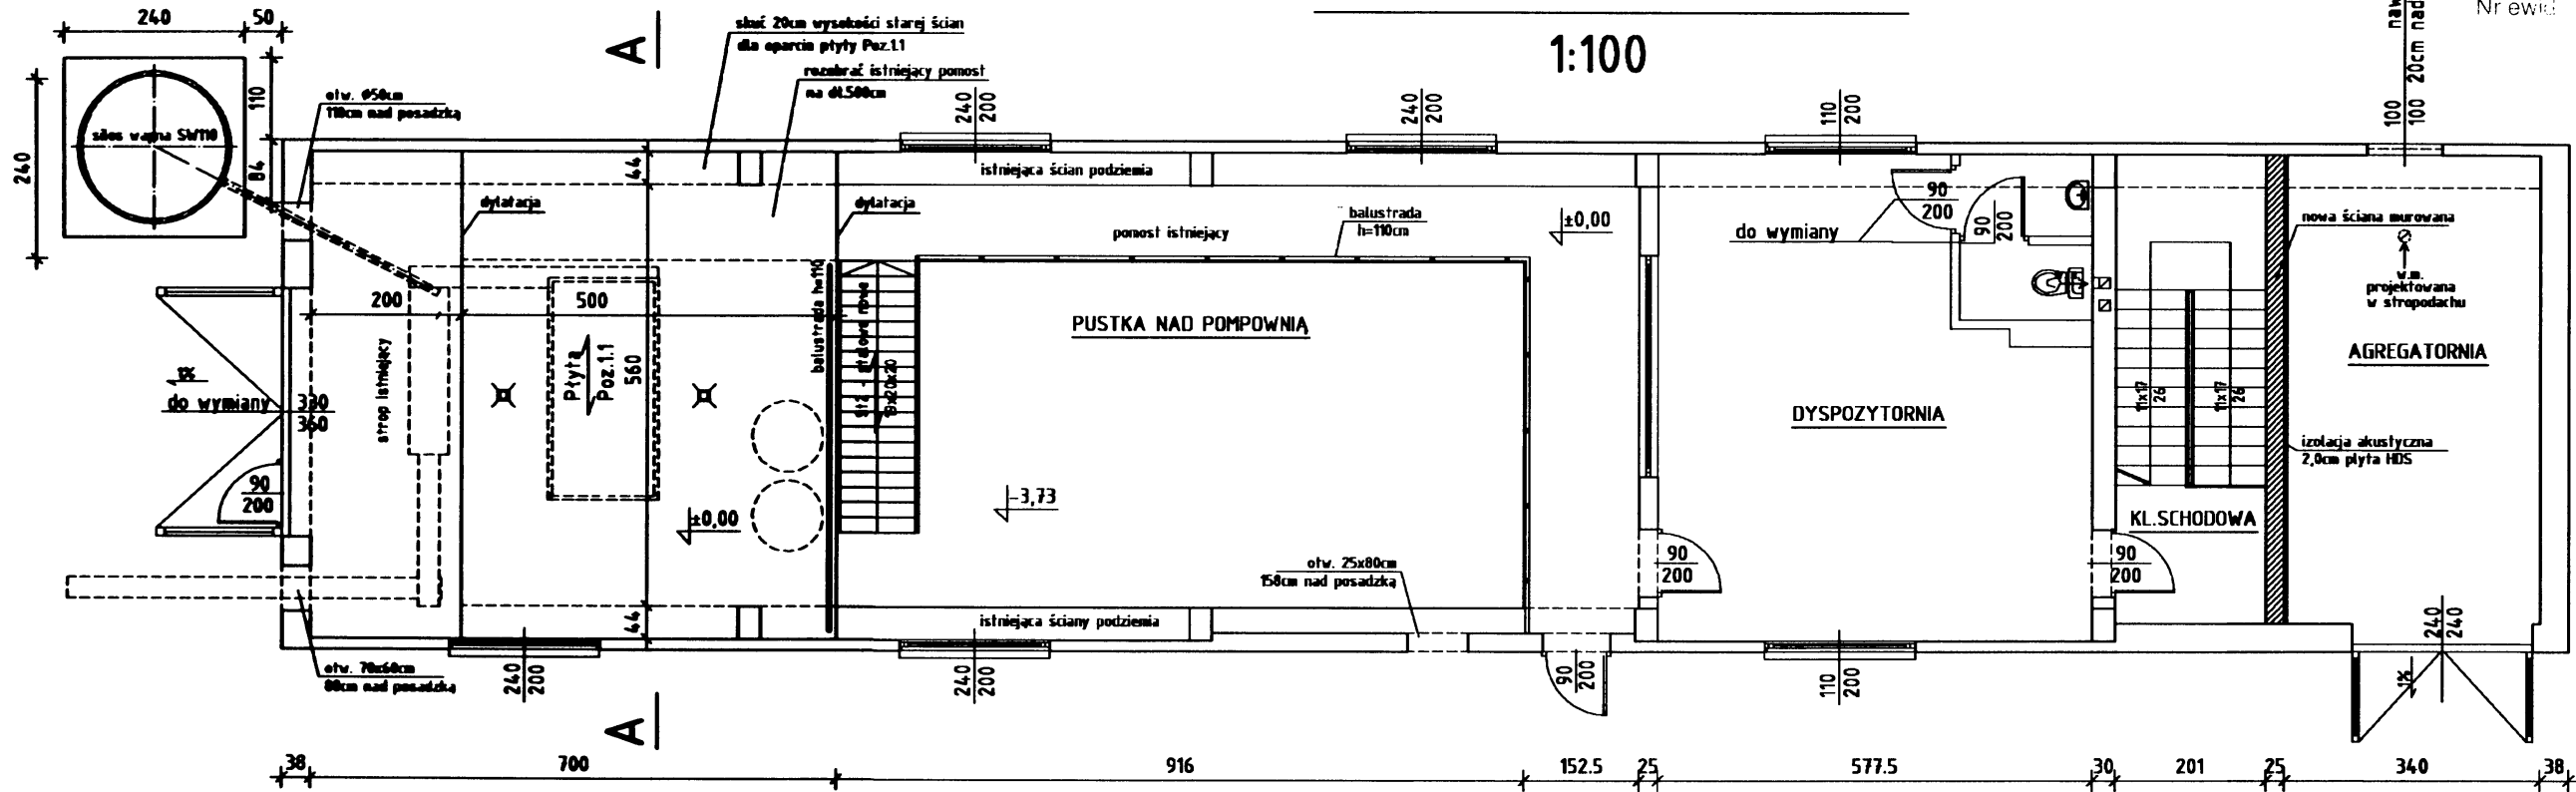 240
50
A
skuć 20cm wysokości starej ścian
dla oparcia płyty Poz.1.1
rozebrać istniejący pomost
na dł.500cm
1:100
Nr ewid
20cm nad
naw
100
100
240
110
84
silos wapna SW110
otw. Ø50cm
110cm nad posadzką
240
200
240
200
110
200
44
istniejąca ścian podziemia
dylatacja
dylatacja
pomost istniejący
balustrada
h=110cm
±0,00
do wymiany
90
200
90
200
nowa ściana murowana
w.m.
projektowana
w stropodachu
200
500
balustrada h=110
PUSTKA NAD POMPOWNIĄ
AGREGATORNIA
strop istniejący
Płyta
Poz.1.1
560
19x20x20
1%
do wymiany
330
360
DYSPOZYTORNIA
11x17
26
11x17
26
izolacja akustyczna
2,0cm płyta HDS
90
200
±0,00
-3,73
KL.SCHODOWA
otw. 25x80cm
158cm nad posadzką
90
200
90
200
44
istniejąca ściany podziemia
otw. 70x60cm
80cm nad posadzką
240
200
240
200
90
200
110
200
240
240
1%
A
38
700
916
152.5
25
577.5
30
201
25
340
38